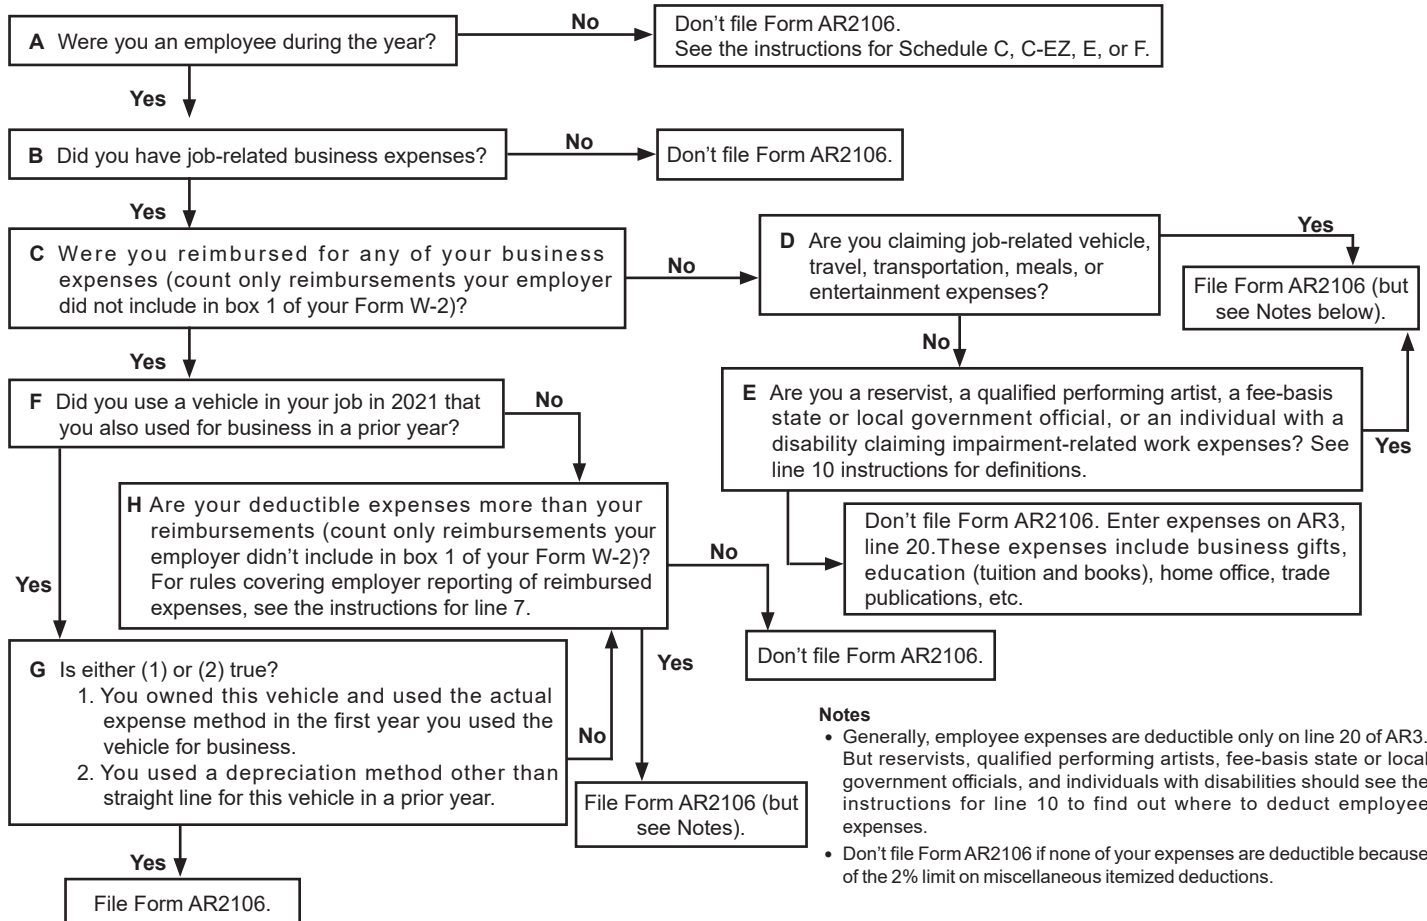 A Were you an employee during the year?
No
Don't file Form AR2106.
See the instructions for Schedule C, C-EZ, E, or F.
Yes
B Did you have job-related business expenses?
No
Don't file Form AR2106.
Yes
C Were you reimbursed for any of your business
expenses (count only reimbursements your employer
did not include in box 1 of your Form W-2)?
No
D Are you claiming job-related vehicle,
travel, transportation, meals, or
entertainment expenses?
Yes
File Form AR2106 (but
see Notes below).
Yes
No
F Did you use a vehicle in your job in 2021 that
you also used for business in a prior year?
No
E Are you a reservist, a qualified performing artist, a fee-basis
state or local government official, or an individual with a
disability claiming impairment-related work expenses? See
line 10 instructions for definitions.
Yes
H Are your deductible expenses more than your
reimbursements (count only reimbursements your
employer didn't include in box 1 of your Form W-2)?
For rules covering employer reporting of reimbursed
expenses, see the instructions for line 7.
No
Don't file Form AR2106. Enter expenses on AR3,
line 20.These expenses include business gifts,
education (tuition and books), home office, trade
publications, etc.
Yes
Don't file Form AR2106.
Yes
G Is either (1) or (2) true?
1. You owned this vehicle and used the actual
expense method in the first year you used the
vehicle for business.
2. You used a depreciation method other than
straight line for this vehicle in a prior year.
No
File Form AR2106 (but
see Notes).
Yes
File Form AR2106.
Notes
• Generally, employee expenses are deductible only on line 20 of AR3.
But reservists, qualified performing artists, fee-basis state or local
government officials, and individuals with disabilities should see the
instructions for line 10 to find out where to deduct employee
expenses.
• Don't file Form AR2106 if none of your expenses are deductible because
of the 2% limit on miscellaneous itemized deductions.